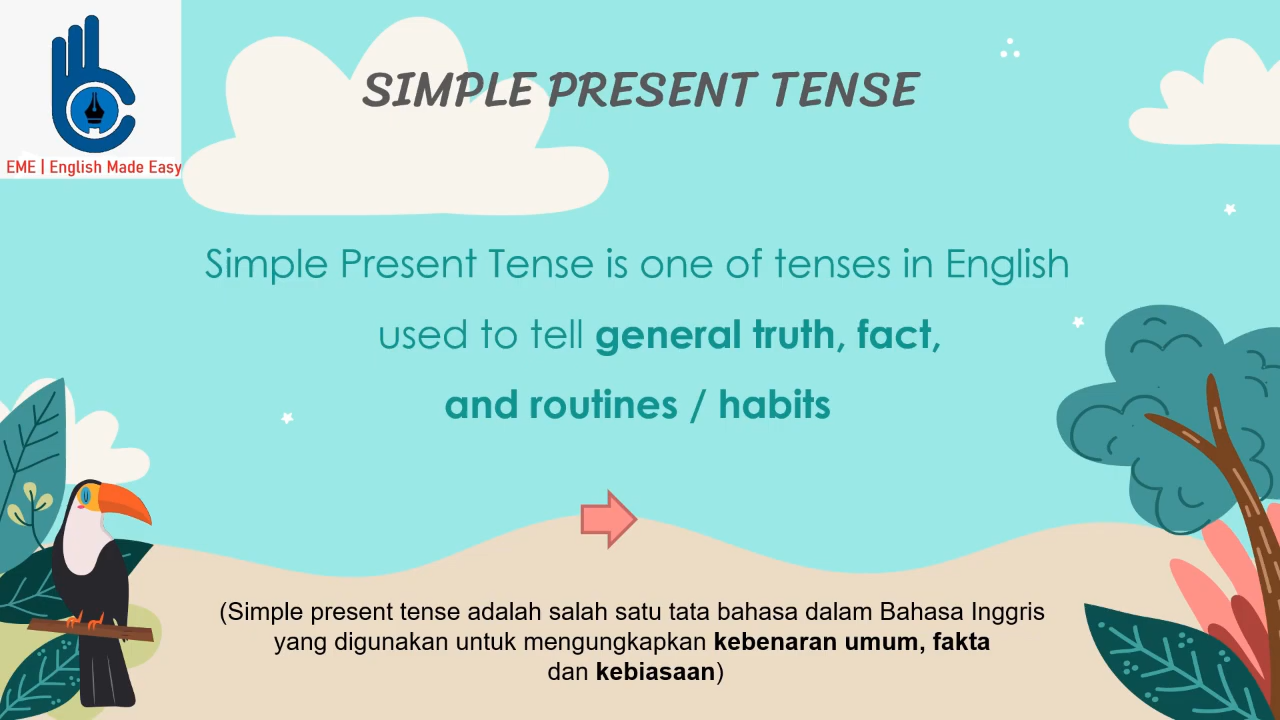 EME | English Made Easy
SIMPLE PRESENT TENSE
Simple Present Tense is one of tenses in English
used to tell general truth, fact,
and routines / habits
(Simple present tense adalah salah satu tata bahasa dalam Bahasa Inggris
yang digunakan untuk mengungkapkan kebenaran umum, fakta
dan kebiasaan)